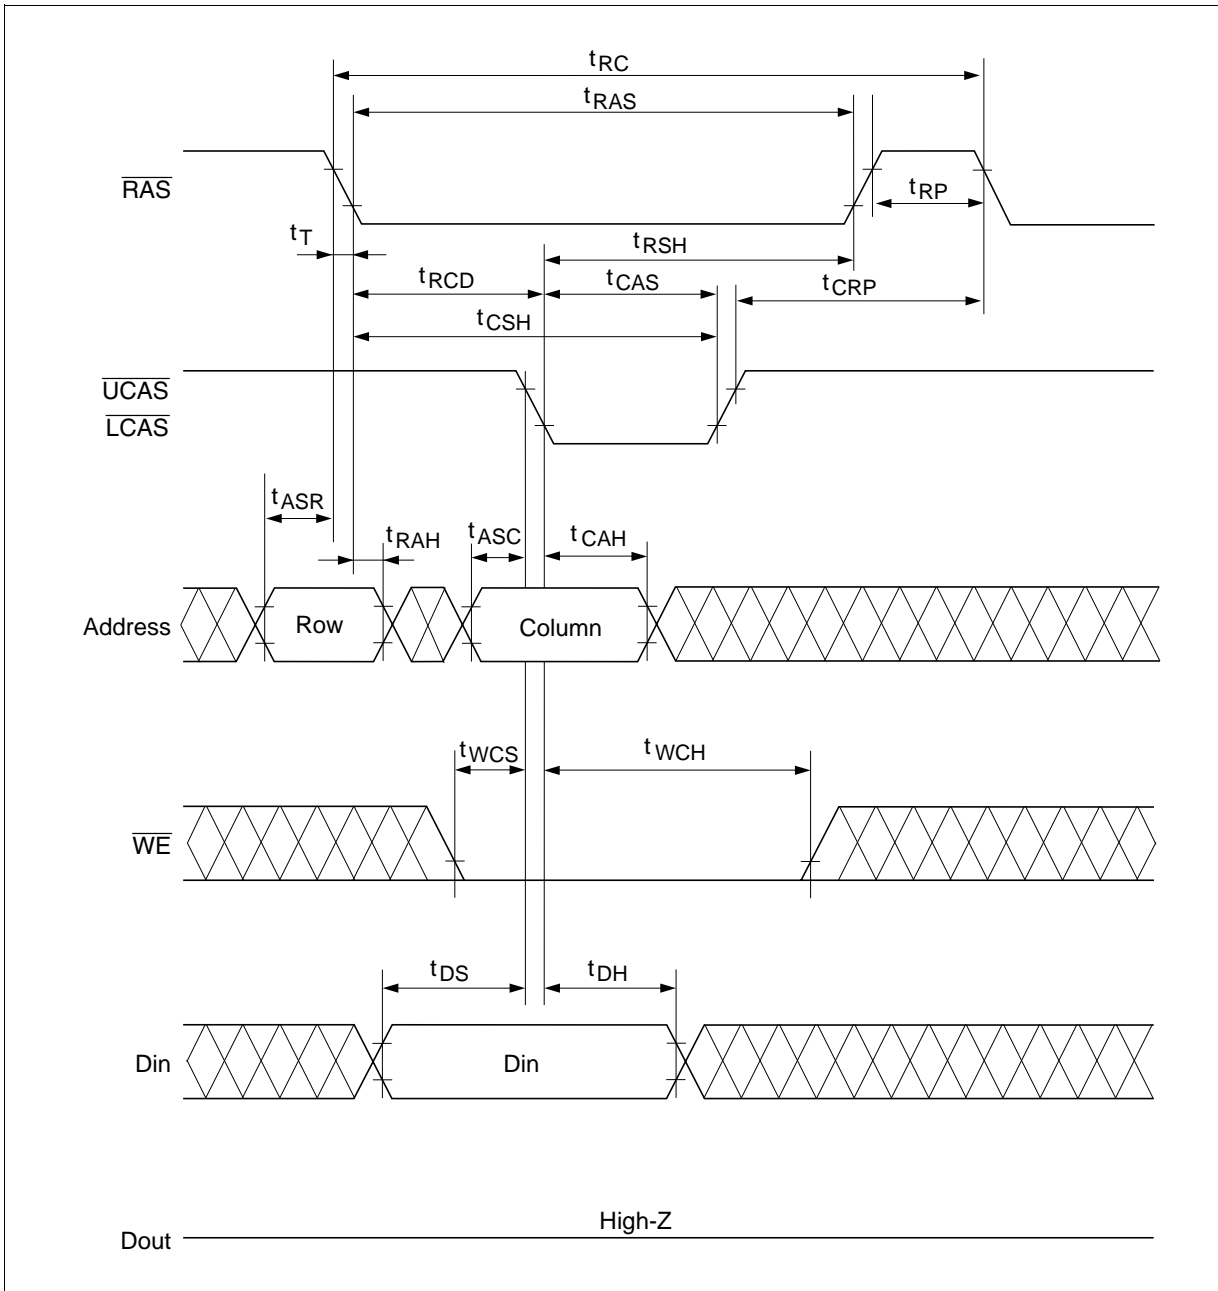 tRC
tRAS
RAS
tRP
tT
tRSH
tRCD
tCAS
tCRP
tCSH
UCAS
LCAS
tASR
tRAH
tASC
tCAH
Address
Row
Column
tWCS
tWCH
WE
tDS
tDH
Din
Din
High-Z
Dout